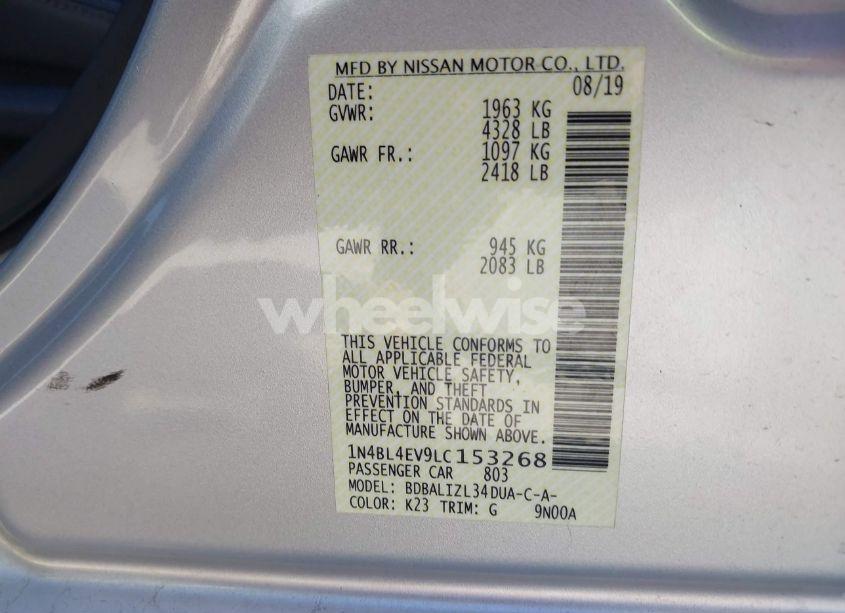 MFD BY NISSAN MOTOR CO., LTD.
DATE: 08/19
GVWR: 1963 KG
4328 LB
GAWR FR.: 1097 KG
2418 LB
GAWR RR.: 945 KG
2083 LB
wheelwise
THIS VEHICLE CONFORMS TO
ALL APPLICABLE FEDERAL
MOTOR VEHICLE SAFETY,
BUMPER, AND THEFT
PREVENTION STANDARDS IN
EFFECT ON THE DATE OF
MANUFACTURE SHOWN ABOVE.
1N4BL4EV9LC153268
PASSENGER CAR 803
MODEL: BDBALIZL34DUA-C-A-
COLOR: K23 TRIM: G 9N00A